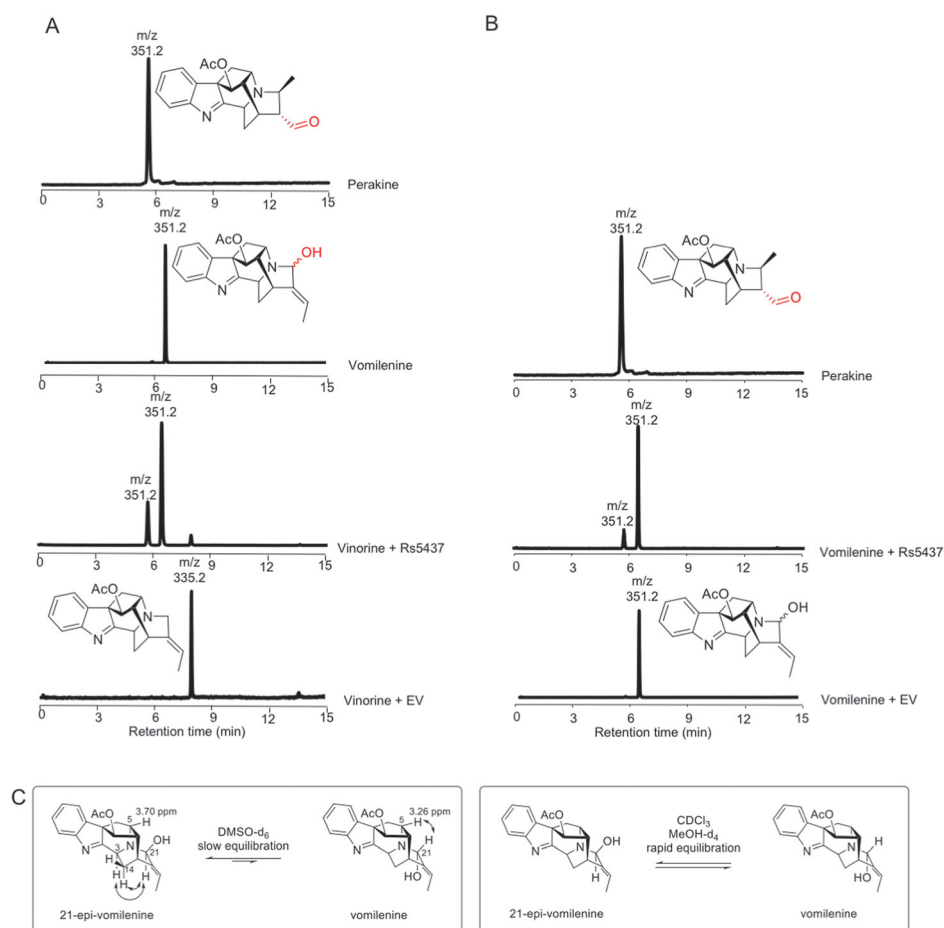 A
m/z
351.2
AcO
N
N
O
Perakine
0 3 6 9 12 15
m/z
351.2
AcO
OH
N
N
Vomilenine
0 3 6 9 12 15
m/z
351.2
m/z
351.2
Vinorine + Rs5437
0 3 6 9 12 15
m/z
335.2
AcO
N
N
Vinorine + EV
0 3 6 9 12 15
Retention time (min)
B
m/z
351.2
AcO
N
N
O
Perakine
0 3 6 9 12 15
m/z
351.2
m/z
351.2
Vomilenine + Rs5437
0 3 6 9 12 15
m/z
351.2
AcO
OH
N
N
Vomilenine + EV
0 3 6 9 12 15
Retention time (min)
C
AcO 5 3.70 ppm
H
OH
3 N 21
N
H 14 H
H
21-epi-vomilenine
DMSO-d6
slow equilibration
AcO 5 3.26 ppm
H
H
N 21
N
HO
vomilenine
AcO
OH
N
N
H
21-epi-vomilenine
CDCl3
MeOH-d4
rapid equilibration
AcO
H
N
N
HO
vomilenine